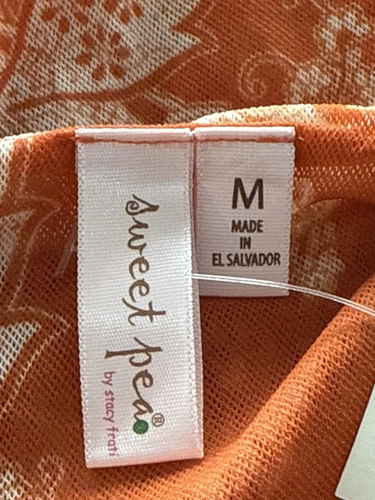 sweet pea®
by stacy frati
M
MADE
IN
EL SALVADOR